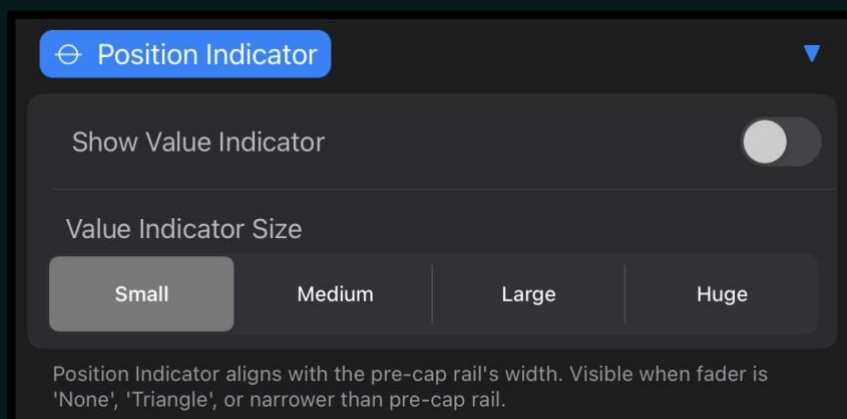 Position Indicator
Show Value Indicator
Value Indicator Size
Small Medium Large Huge
Position Indicator aligns with the pre-cap rail's width. Visible when fader is
'None', 'Triangle', or narrower than pre-cap rail.